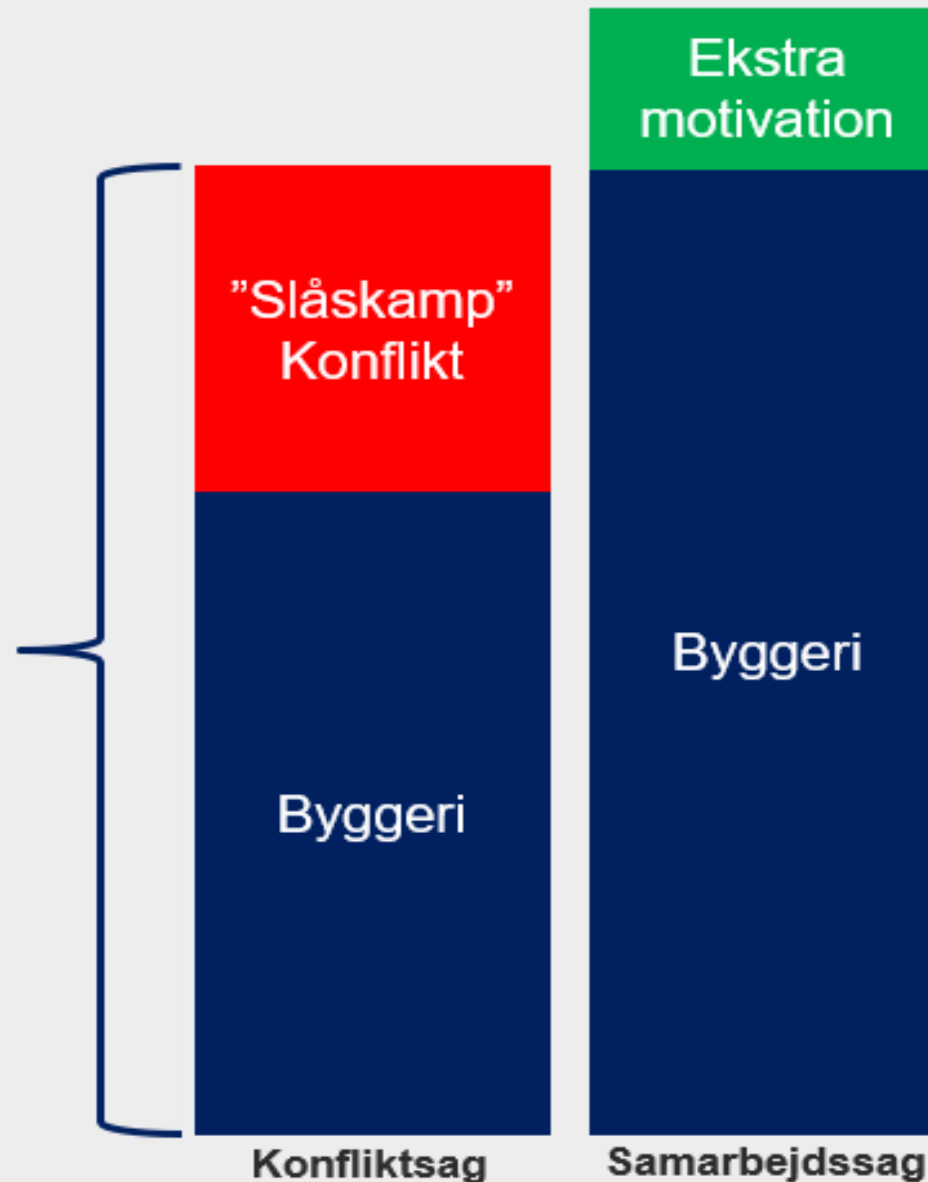 Ekstra
motivation
”Slåskamp”
Konflikt
Byggeri
Byggeri
Konfliktsag
Samarbejdssag